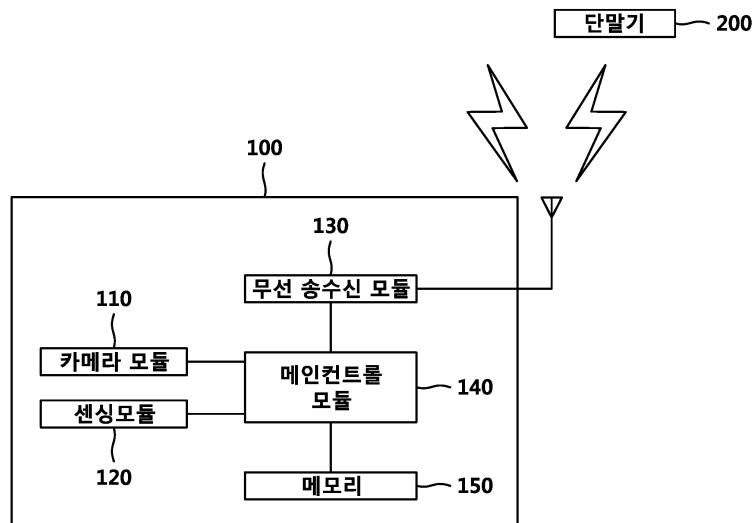 단말기
200
100
130
무선 송수신 모듈
110
카메라 모듈
메인컨트롤
모듈
140
센싱모듈
120
메모리
150